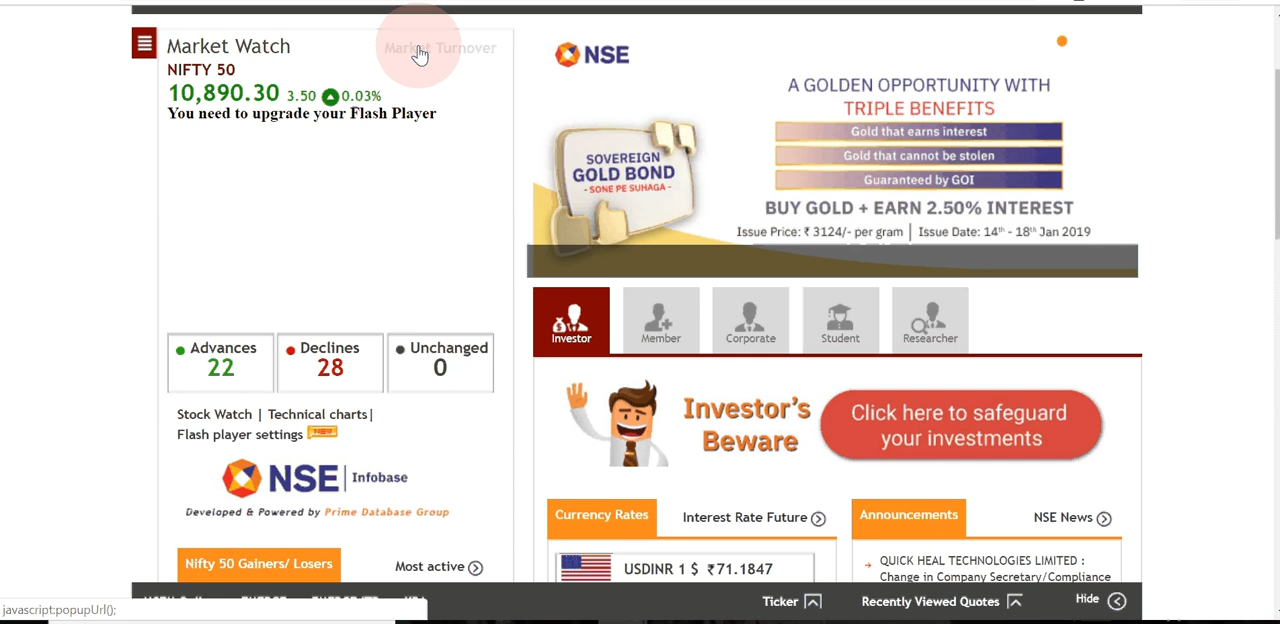 Market Watch
Market Turnover
NIFTY 50
10,890.30 3.50 0.03%
You need to upgrade your Flash Player
Advances
22
Declines
28
Unchanged
0
Stock Watch | Technical charts|
Flash player settings NEW
NSE Infobase
Developed & Powered by Prime Database Group
Nifty 50 Gainers/ Losers
Most active
NSE
A GOLDEN OPPORTUNITY WITH
TRIPLE BENEFITS
Gold that earns interest
Gold that cannot be stolen
Guaranteed by GOI
SOVEREIGN
GOLD BOND
- SONE PE SUHAGA -
BUY GOLD + EARN 2.50% INTEREST
Issue Price: ₹ 3124/- per gram | Issue Date: 14th - 18th Jan 2019
Investor
Member
Corporate
Student
Researcher
Investor's
Beware
Click here to safeguard
your investments
Currency Rates
Interest Rate Future
USDINR 1 $ ₹71.1847
Announcements
NSE News
QUICK HEAL TECHNOLOGIES LIMITED :
Change in Company Secretary/Compliance
javascript:popupUrl();
Ticker
Recently Viewed Quotes
Hide